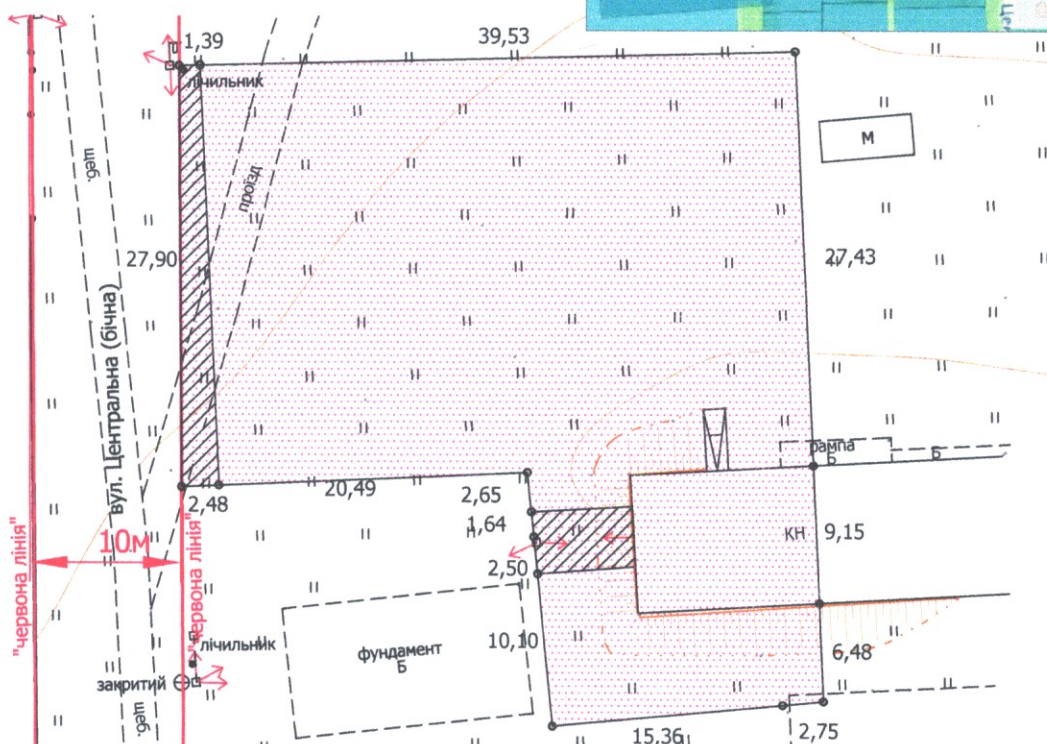 1,39
39,53
лічильник
М
щеб.
проїзд
27,90
27,43
вул. Центральна (бічна)
рампа
Б
Б
2,48
20,49
2,65
1,64
КН
9,15
"червона лінія"
10м
"червона лінія"
2,50
10,10
фундамент
Б
лічильник
закритий
6,48
щеб.
15,36
2,75